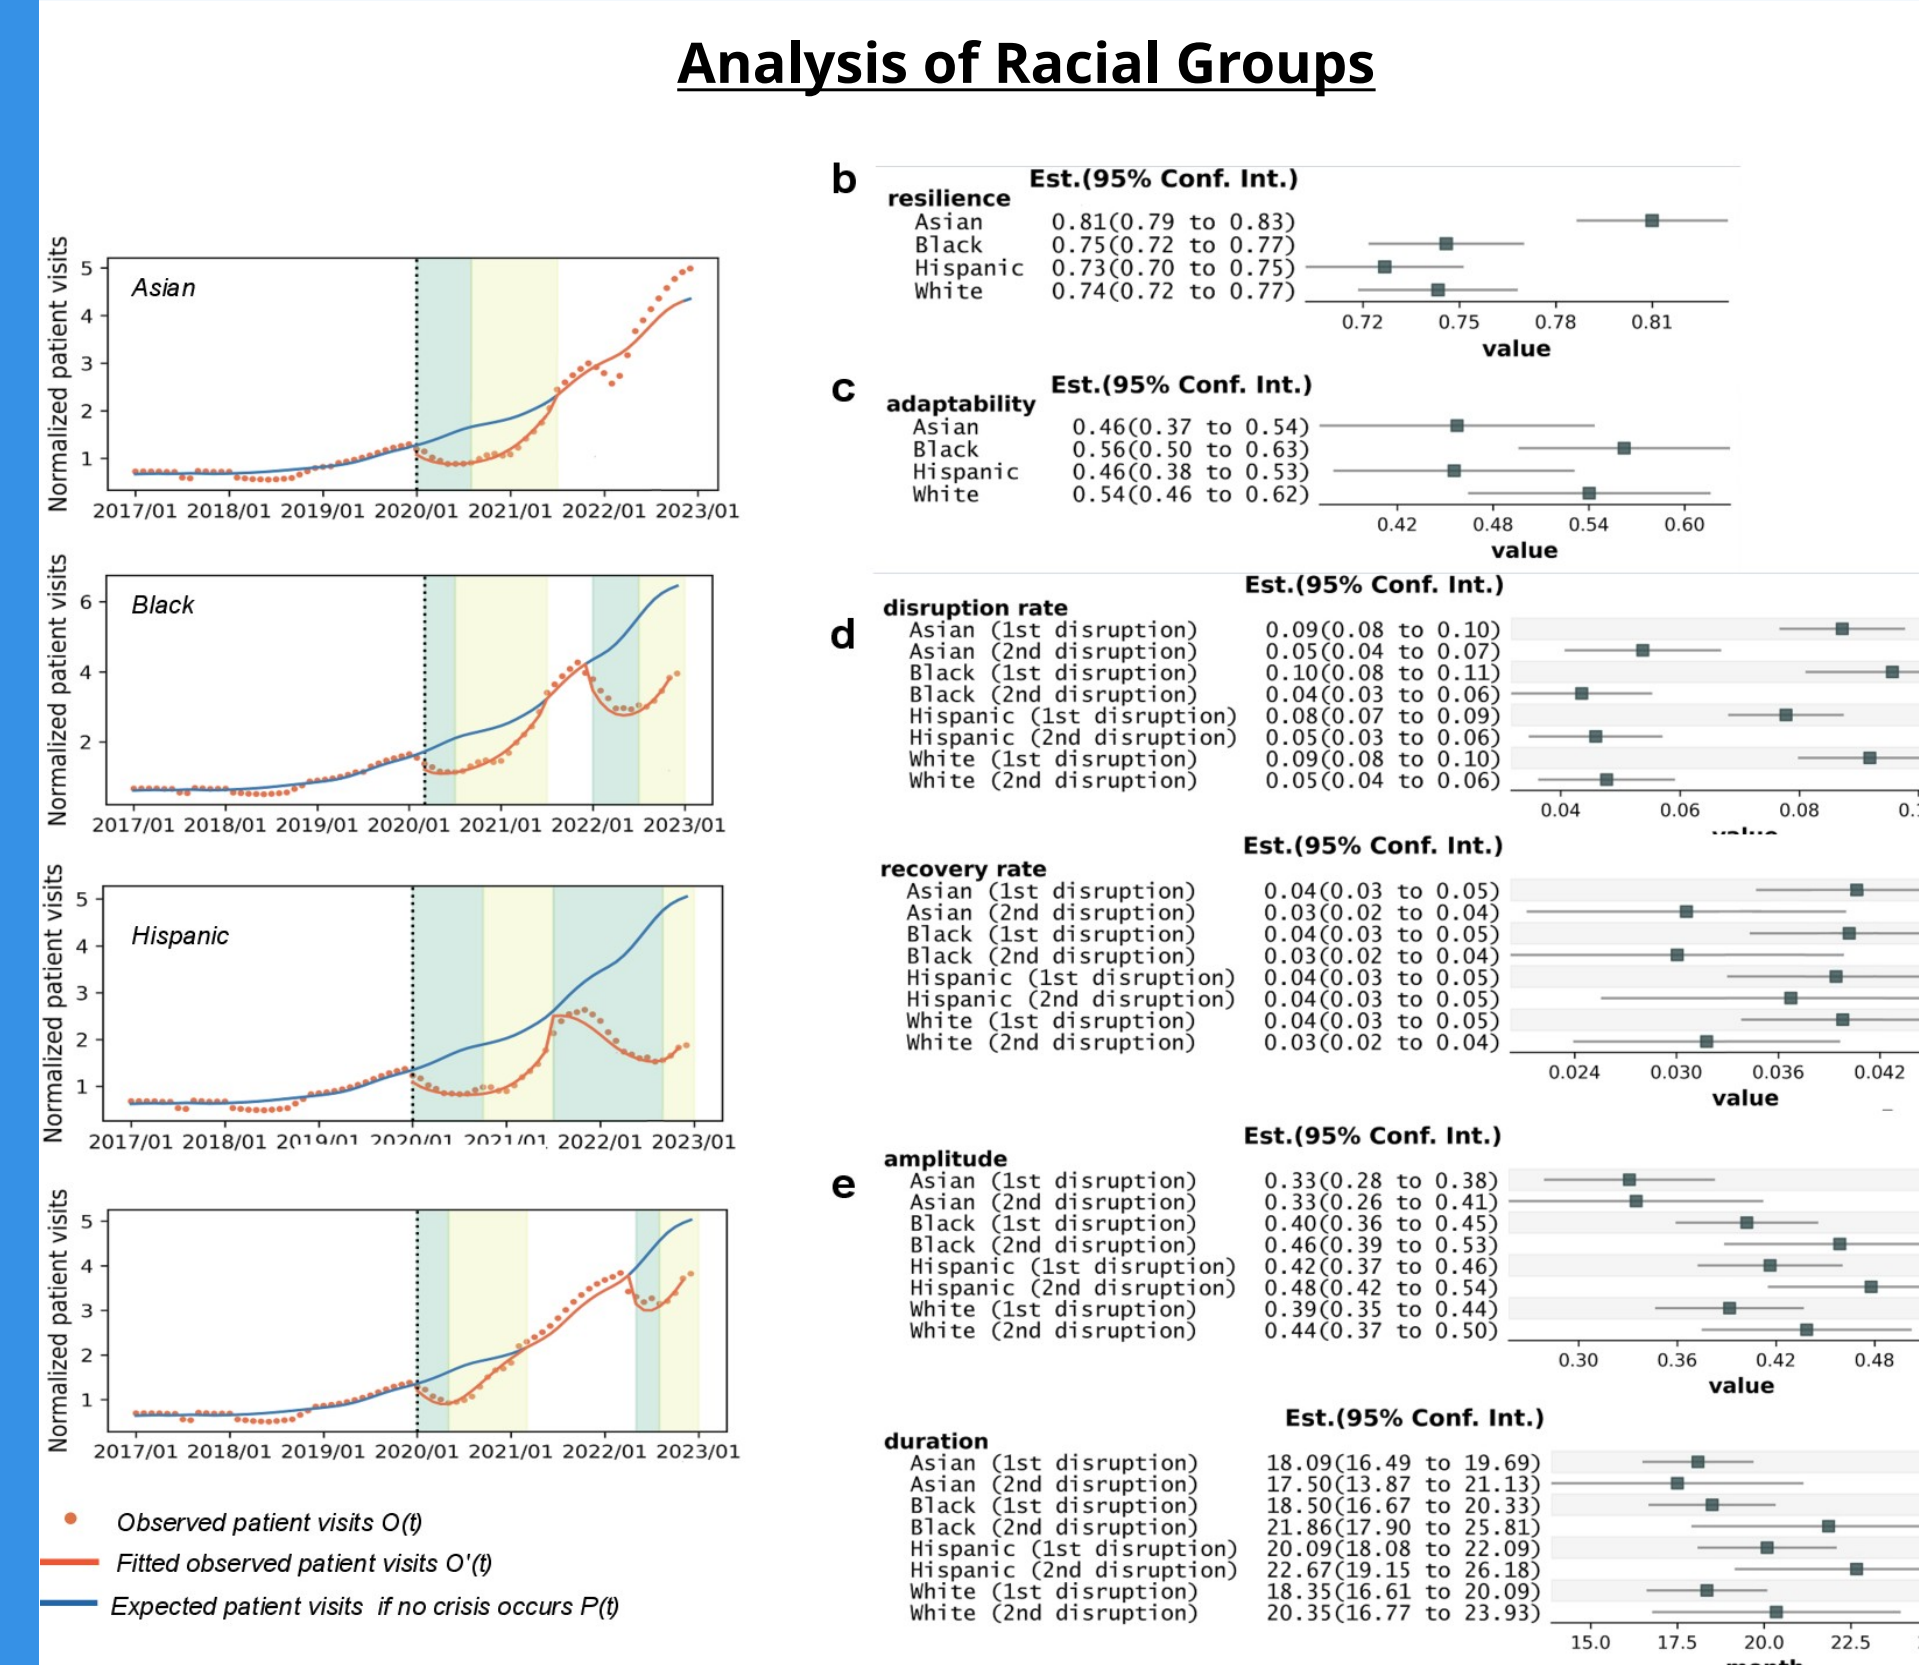 Analysis of Racial Groups
Normalized patient visits
Asian
5
4
3
2
1
2017/01 2018/01 2019/01 2020/01 2021/01 2022/01 2023/01
Normalized patient visits
Black
6
4
2
2017/01 2018/01 2019/01 2020/01 2021/01 2022/01 2023/01
Normalized patient visits
Hispanic
5
4
3
2
1
2017/01 2018/01 2019/01 2020/01 2021/01 2022/01 2023/01
Normalized patient visits
5
4
3
2
1
2017/01 2018/01 2019/01 2020/01 2021/01 2022/01 2023/01
Observed patient visits O(t)
Fitted observed patient visits O'(t)
Expected patient visits if no crisis occurs P(t)
b
Est.(95% Conf. Int.)
resilience
Asian 0.81(0.79 to 0.83)
Black 0.75(0.72 to 0.77)
Hispanic 0.73(0.70 to 0.75)
White 0.74(0.72 to 0.77)
0.72 0.75 0.78 0.81
value
c
Est.(95% Conf. Int.)
adaptability
Asian 0.46(0.37 to 0.54)
Black 0.56(0.50 to 0.63)
Hispanic 0.46(0.38 to 0.53)
White 0.54(0.46 to 0.62)
0.42 0.48 0.54 0.60
value
d
Est.(95% Conf. Int.)
disruption rate
Asian (1st disruption) 0.09(0.08 to 0.10)
Asian (2nd disruption) 0.05(0.04 to 0.07)
Black (1st disruption) 0.10(0.08 to 0.11)
Black (2nd disruption) 0.04(0.03 to 0.06)
Hispanic (1st disruption) 0.08(0.07 to 0.09)
Hispanic (2nd disruption) 0.05(0.03 to 0.06)
White (1st disruption) 0.09(0.08 to 0.10)
White (2nd disruption) 0.05(0.04 to 0.06)
0.04 0.06 0.08
Est.(95% Conf. Int.)
recovery rate
Asian (1st disruption) 0.04(0.03 to 0.05)
Asian (2nd disruption) 0.03(0.02 to 0.04)
Black (1st disruption) 0.04(0.03 to 0.05)
Black (2nd disruption) 0.03(0.02 to 0.04)
Hispanic (1st disruption) 0.04(0.03 to 0.05)
Hispanic (2nd disruption) 0.04(0.03 to 0.05)
White (1st disruption) 0.04(0.03 to 0.05)
White (2nd disruption) 0.03(0.02 to 0.04)
0.024 0.030 0.036 0.042
value
e
Est.(95% Conf. Int.)
amplitude
Asian (1st disruption) 0.33(0.28 to 0.38)
Asian (2nd disruption) 0.33(0.26 to 0.41)
Black (1st disruption) 0.40(0.36 to 0.45)
Black (2nd disruption) 0.46(0.39 to 0.53)
Hispanic (1st disruption) 0.42(0.37 to 0.46)
Hispanic (2nd disruption) 0.48(0.42 to 0.54)
White (1st disruption) 0.39(0.35 to 0.44)
White (2nd disruption) 0.44(0.37 to 0.50)
0.30 0.36 0.42 0.48
value
Est.(95% Conf. Int.)
duration
Asian (1st disruption) 18.09(16.49 to 19.69)
Asian (2nd disruption) 17.50(13.87 to 21.13)
Black (1st disruption) 18.50(16.67 to 20.33)
Black (2nd disruption) 21.86(17.90 to 25.81)
Hispanic (1st disruption) 20.09(18.08 to 22.09)
Hispanic (2nd disruption) 22.67(19.15 to 26.18)
White (1st disruption) 18.35(16.61 to 20.09)
White (2nd disruption) 20.35(16.77 to 23.93)
15.0 17.5 20.0 22.5